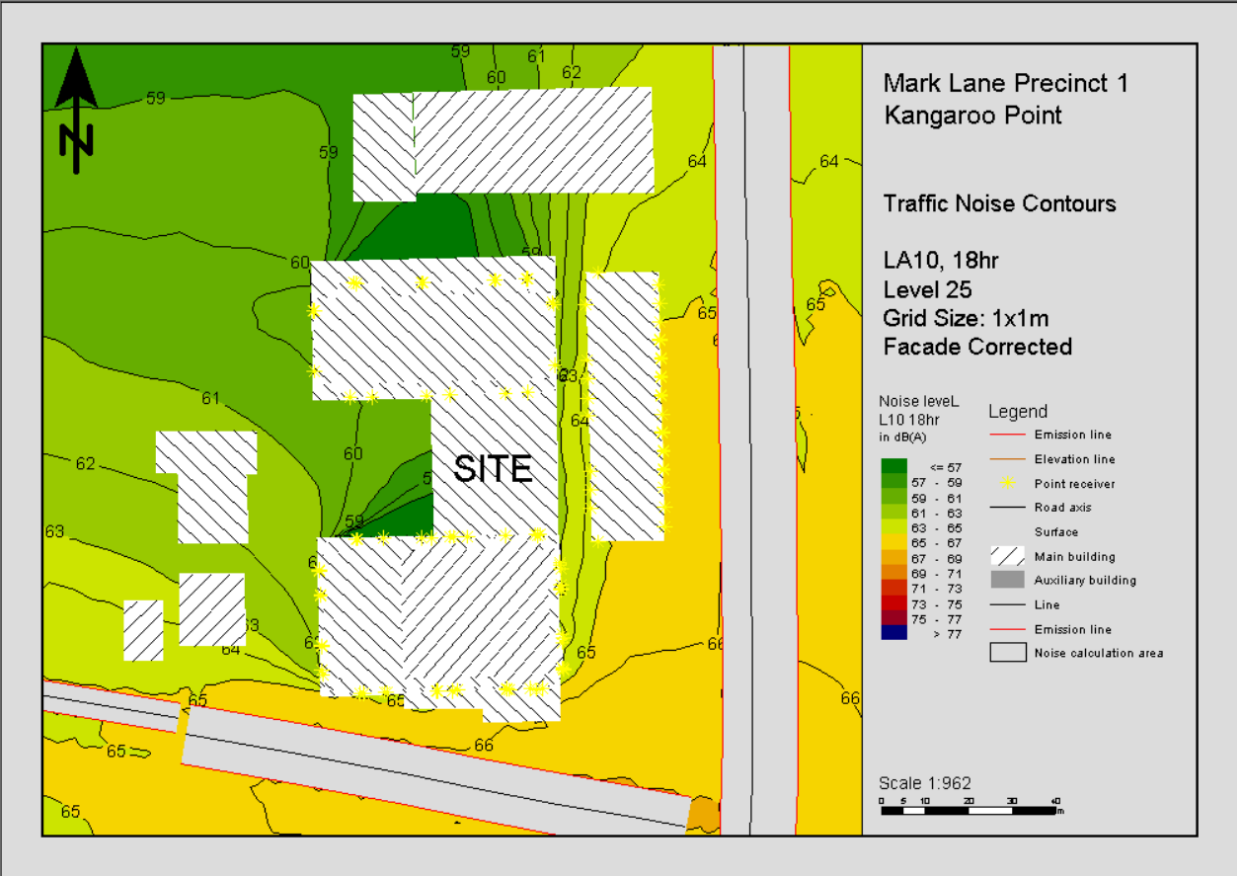 59
61
62
60
59
N
59
64
64
59
60
65
65
63
61
64
60
62
SITE
59
63
63
64
65
66
66
65
65
66
65
65
Mark Lane Precinct 1
Kangaroo Point
Traffic Noise Contours
LA10, 18hr
Level 25
Grid Size: 1x1m
Facade Corrected
Noise leveL
L10 18hr
in dB(A)
<= 57
57 - 59
59 - 61
61 - 63
63 - 65
65 - 67
67 - 69
69 - 71
71 - 73
73 - 75
75 - 77
> 77
Legend
Emission line
Elevation line
Point receiver
Road axis
Surface
Main building
Auxiliary building
Line
Emission line
Noise calculation area
Scale 1:962
0 5 10 20 30 40
m